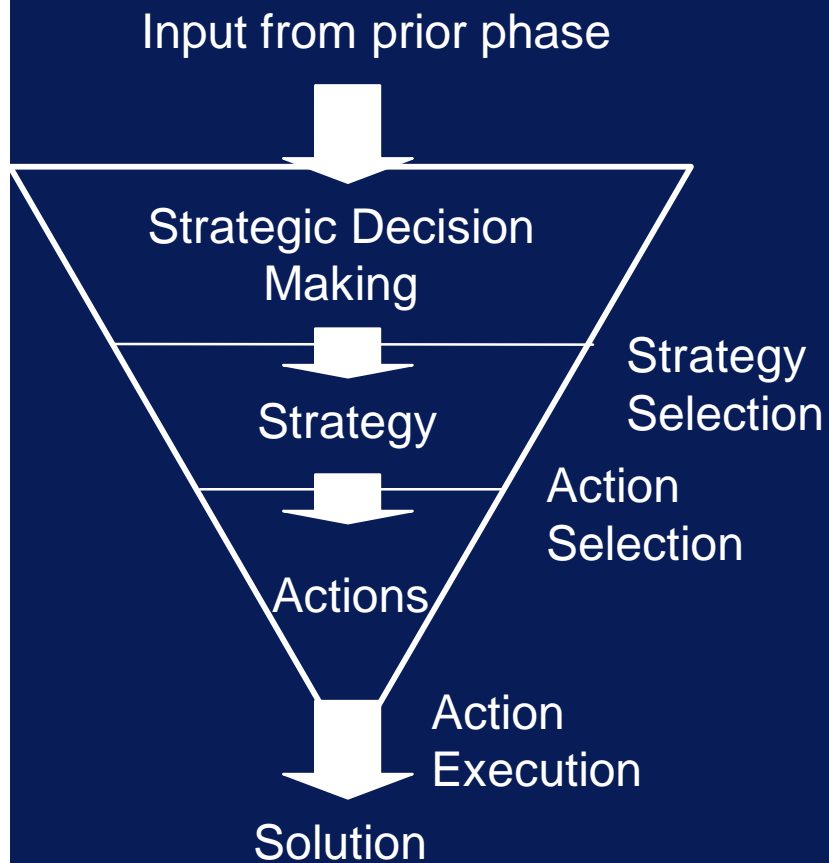 Input from prior phase
Strategic Decision
Making
Strategy
Selection
Strategy
Action
Selection
Actions
Action
Execution
Solution